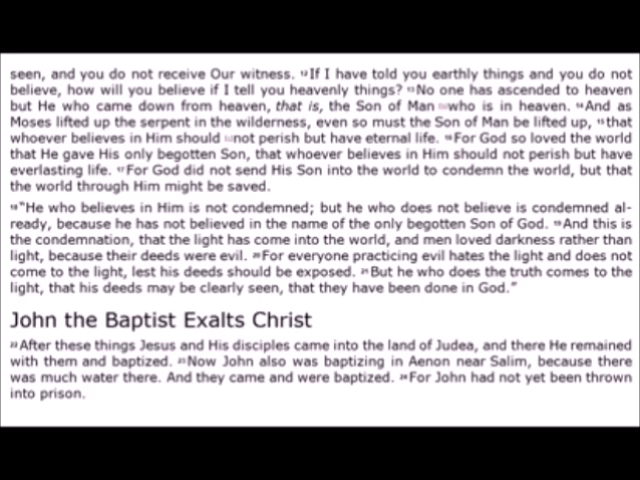 seen, and you do not receive Our witness. ¹²If I have told you earthly things and you do not
believe, how will you believe if I tell you heavenly things? ¹³No one has ascended to heaven
but He who came down from heaven, that is, the Son of Man who is in heaven. ¹⁴And as
Moses lifted up the serpent in the wilderness, even so must the Son of Man be lifted up, ¹⁵that
whoever believes in Him should not perish but have eternal life. ¹⁶For God so loved the world
that He gave His only begotten Son, that whoever believes in Him should not perish but have
everlasting life. ¹⁷For God did not send His Son into the world to condemn the world, but that
the world through Him might be saved.
¹⁸"He who believes in Him is not condemned; but he who does not believe is condemned al-
ready, because he has not believed in the name of the only begotten Son of God. ¹⁹And this is
the condemnation, that the light has come into the world, and men loved darkness rather than
light, because their deeds were evil. ²⁰For everyone practicing evil hates the light and does not
come to the light, lest his deeds should be exposed. ²¹But he who does the truth comes to the
light, that his deeds may be clearly seen, that they have been done in God."
John the Baptist Exalts Christ
²²After these things Jesus and His disciples came into the land of Judea, and there He remained
with them and baptized. ²³Now John also was baptizing in Aenon near Salim, because there
was much water there. And they came and were baptized. ²⁴For John had not yet been thrown
into prison.